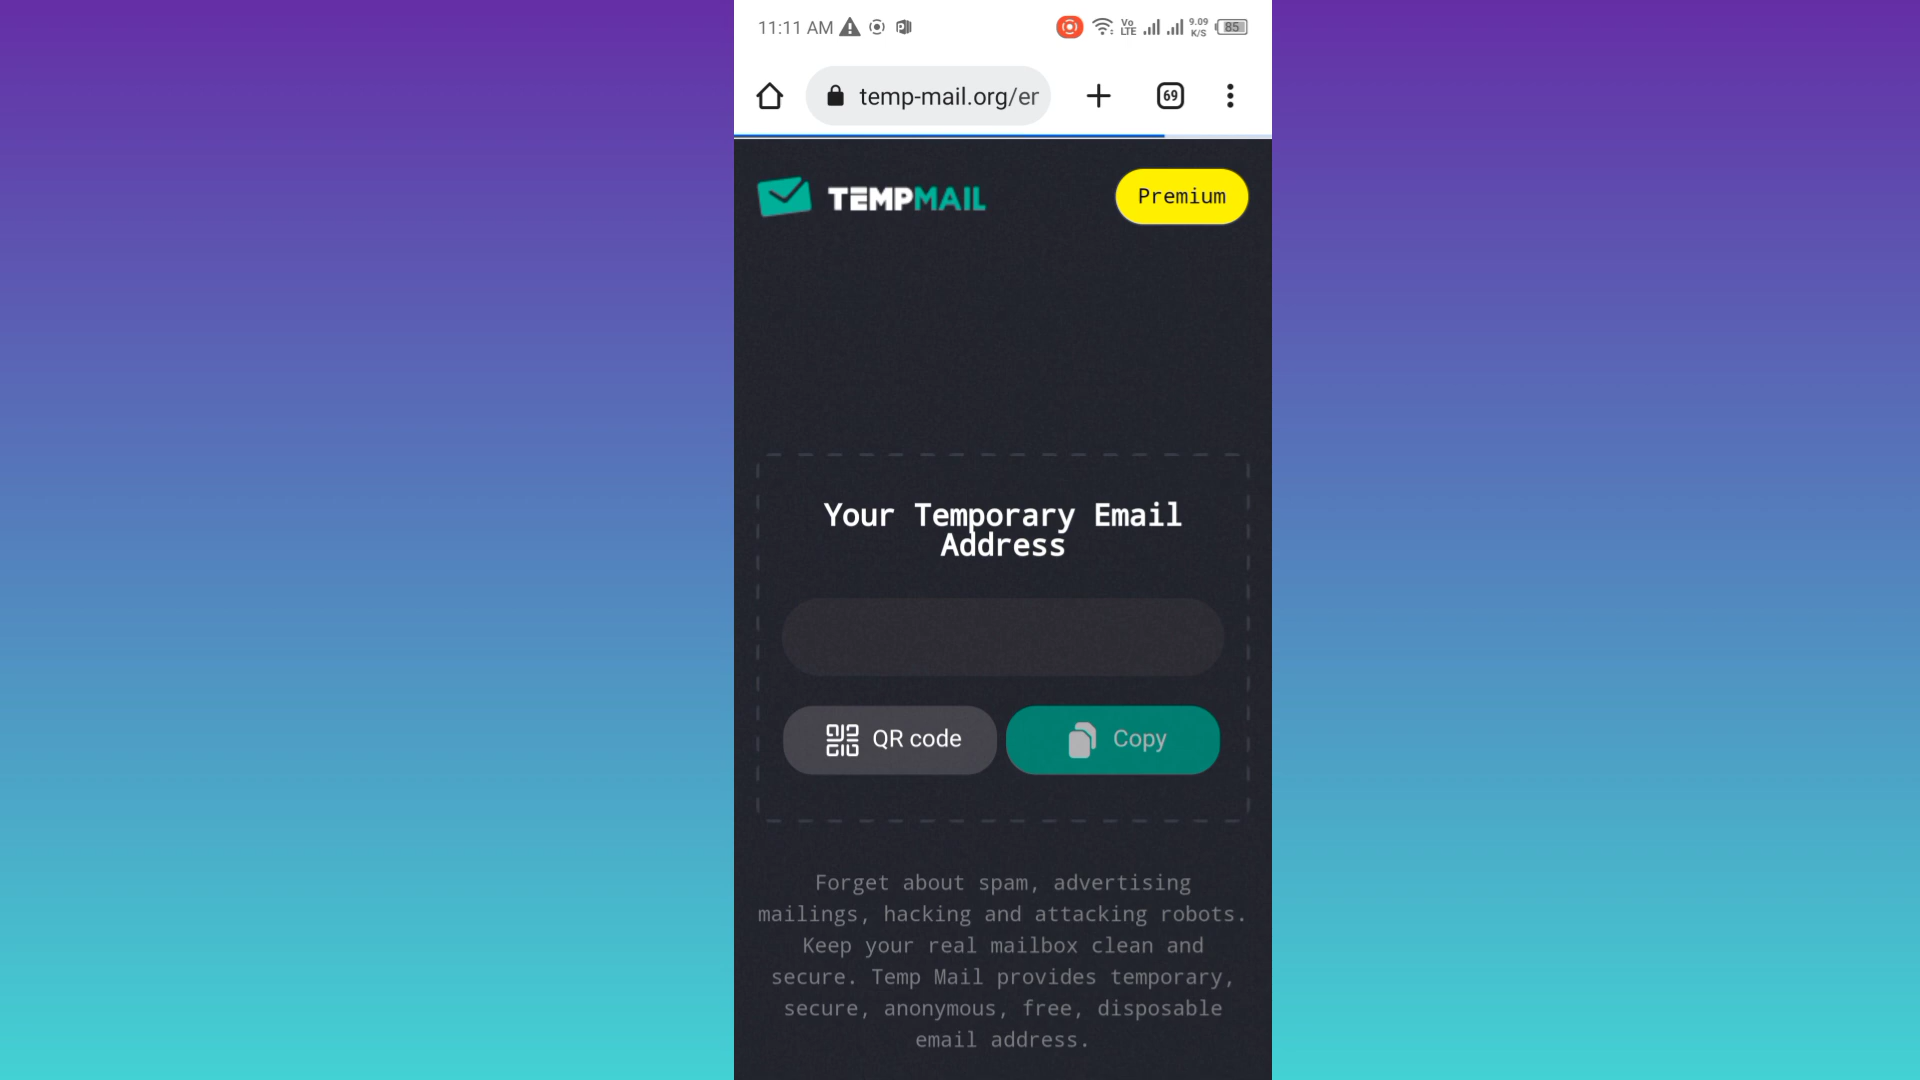 11:11 AM Vo LTE 9.09 K/S 85
temp-mail.org/er 69
TEMPMAIL Premium
Your Temporary Email
Address
QR code Copy
Forget about spam, advertising
mailings, hacking and attacking robots.
Keep your real mailbox clean and
secure. Temp Mail provides temporary,
secure, anonymous, free, disposable
email address.